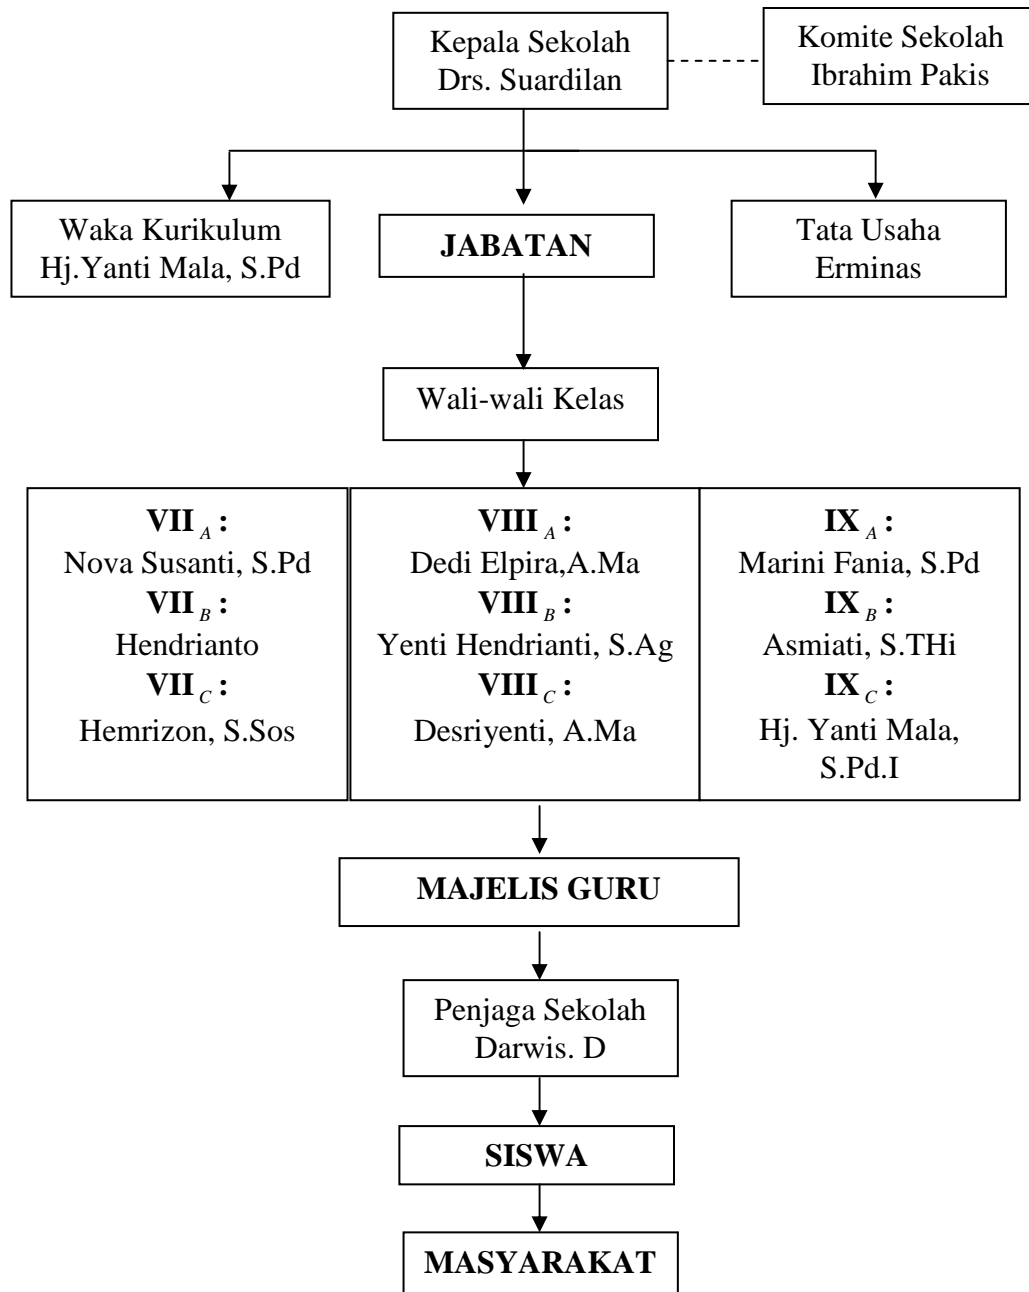 Kepala Sekolah
Drs. Suardilan
Komite Sekolah
Ibrahim Pakis
Waka Kurikulum
Hj.Yanti Mala, S.Pd
JABATAN
Tata Usaha
Erminas
Wali-wali Kelas
VII A :
Nova Susanti, S.Pd
VII B :
Hendrianto
VII C :
Hemrizon, S.Sos
VIII A :
Dedi Elpira,A.Ma
VIII B :
Yenti Hendrianti, S.Ag
VIII C :
Desriyenti, A.Ma
IX A :
Marini Fania, S.Pd
IX B :
Asmiati, S.THi
IX C :
Hj. Yanti Mala,
S.Pd.I
MAJELIS GURU
Penjaga Sekolah
Darwis. D
SISWA
MASYARAKAT